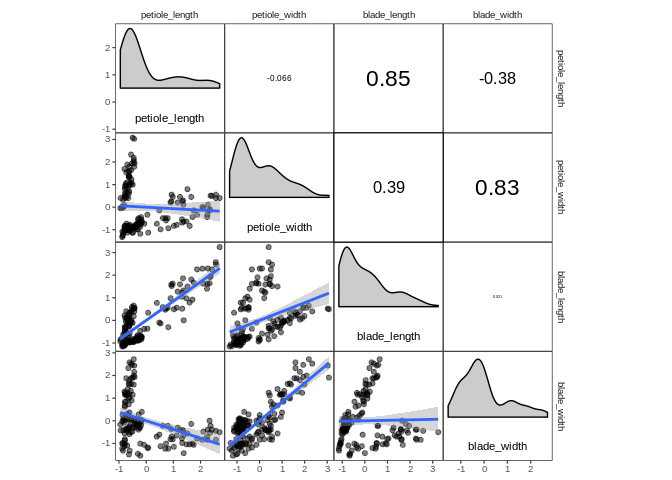 petiole_length petiole_width blade_length blade_width
2
1
0
-1
petiole_length
-0.066
0.85
-0.38
petiole_length
3
2
1
0
-1
petiole_width
0.39
0.83
petiole_width
3
2
1
0
-1
blade_length
0.021
blade_length
3
2
1
0
-1
blade_width
blade_width
-1 0 1 2 -1 0 1 2 3 -1 0 1 2 3 -1 0 1 2